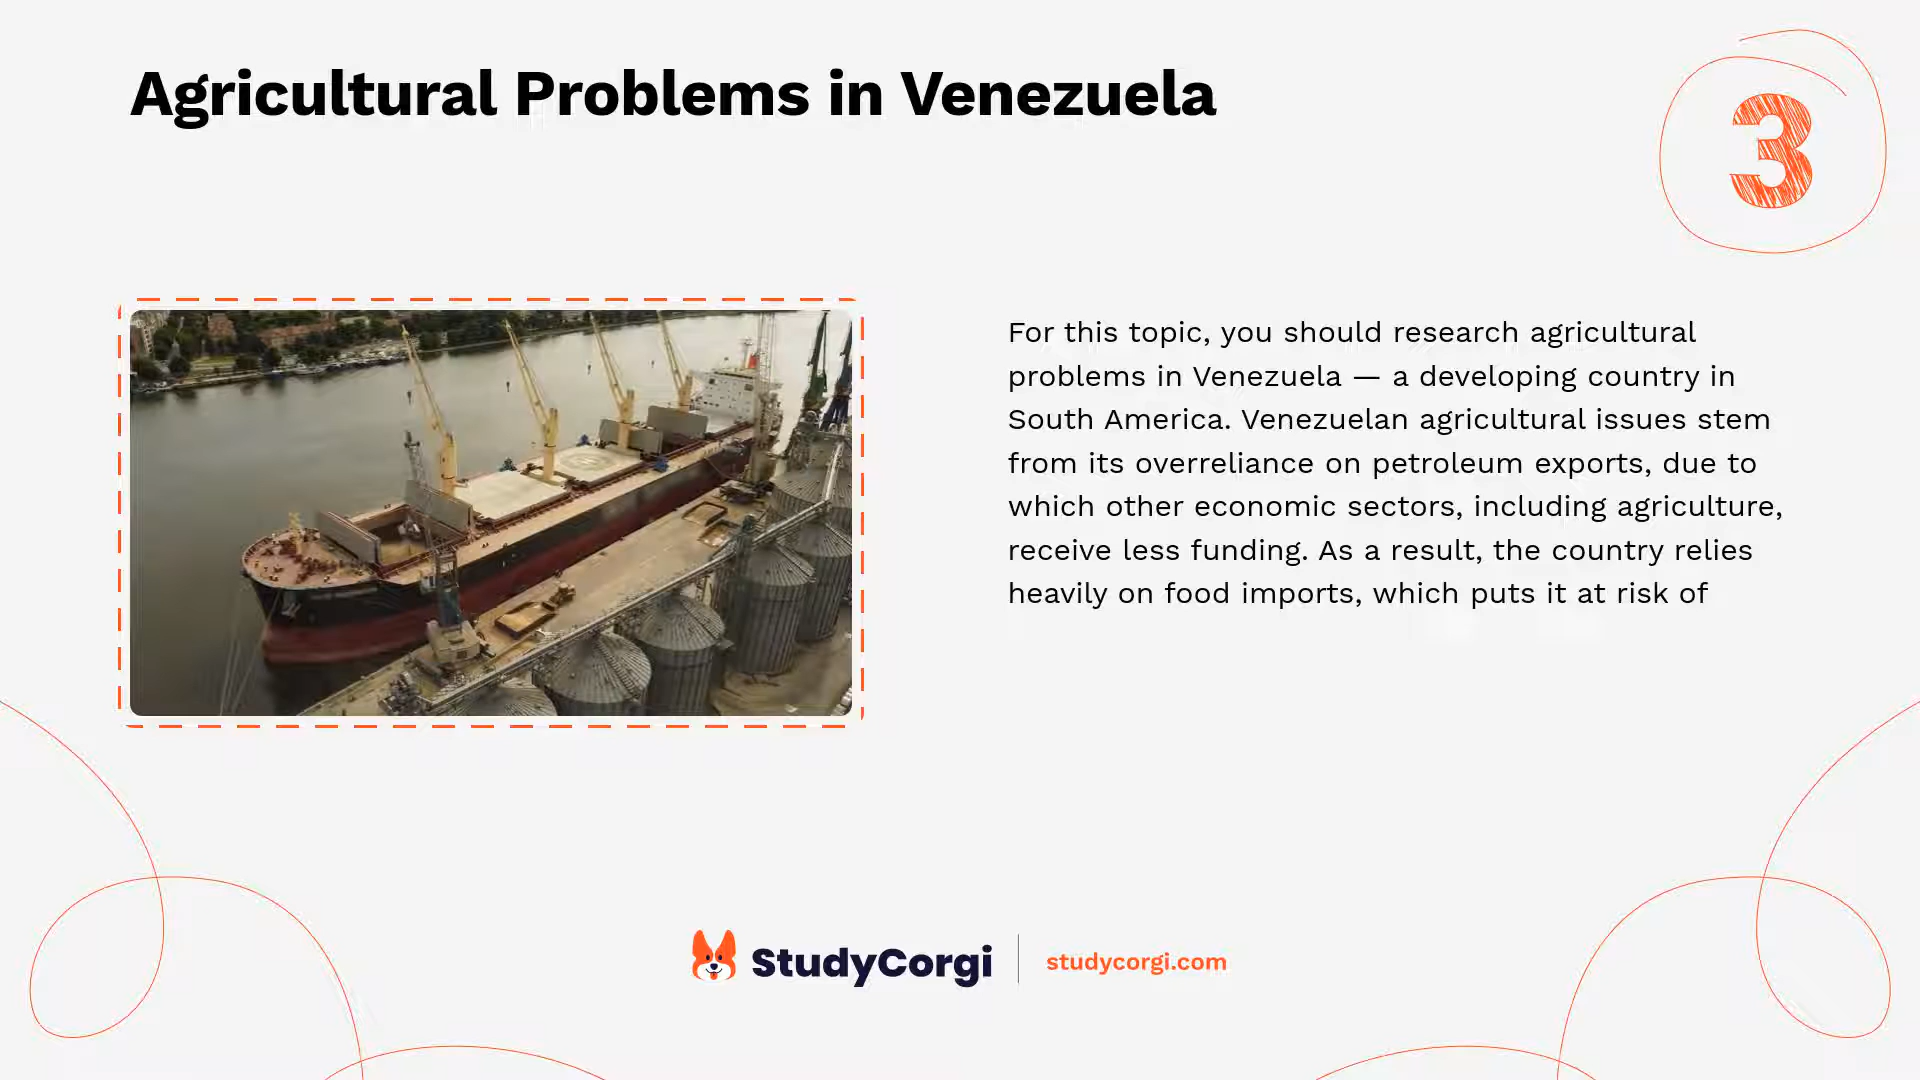 Agricultural Problems in Venezuela
3
For this topic, you should research agricultural
problems in Venezuela — a developing country in
South America. Venezuelan agricultural issues stem
from its overreliance on petroleum exports, due to
which other economic sectors, including agriculture,
receive less funding. As a result, the country relies
heavily on food imports, which puts it at risk of
StudyCorgi
studycorgi.com